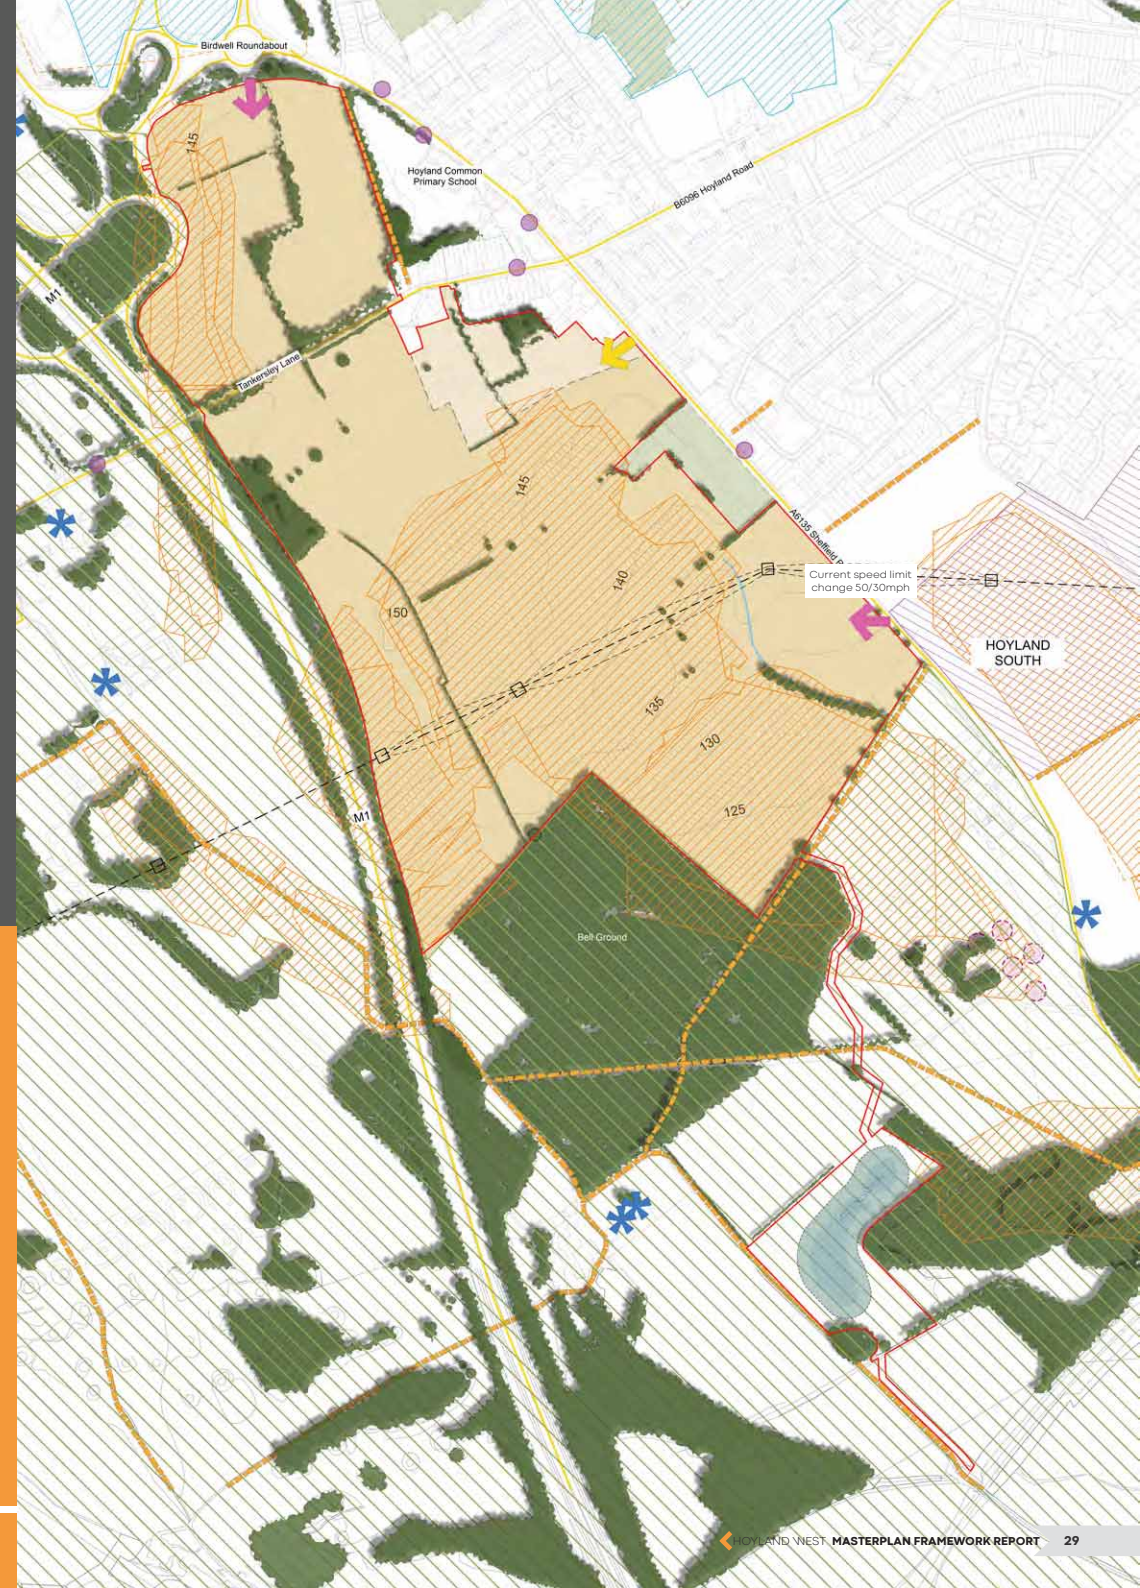 Birdwell Roundabout
145
Hoyland Common
Primary School
B6096 Hoyland Road
M1
Tankersley Lane
145
A6135 Sheffield
140
Current speed limit
change 50/30mph
150
HOYLAND
SOUTH
135
130
125
M1
Bell Ground
HOYLAND WEST MASTERPLAN FRAMEWORK REPORT 29